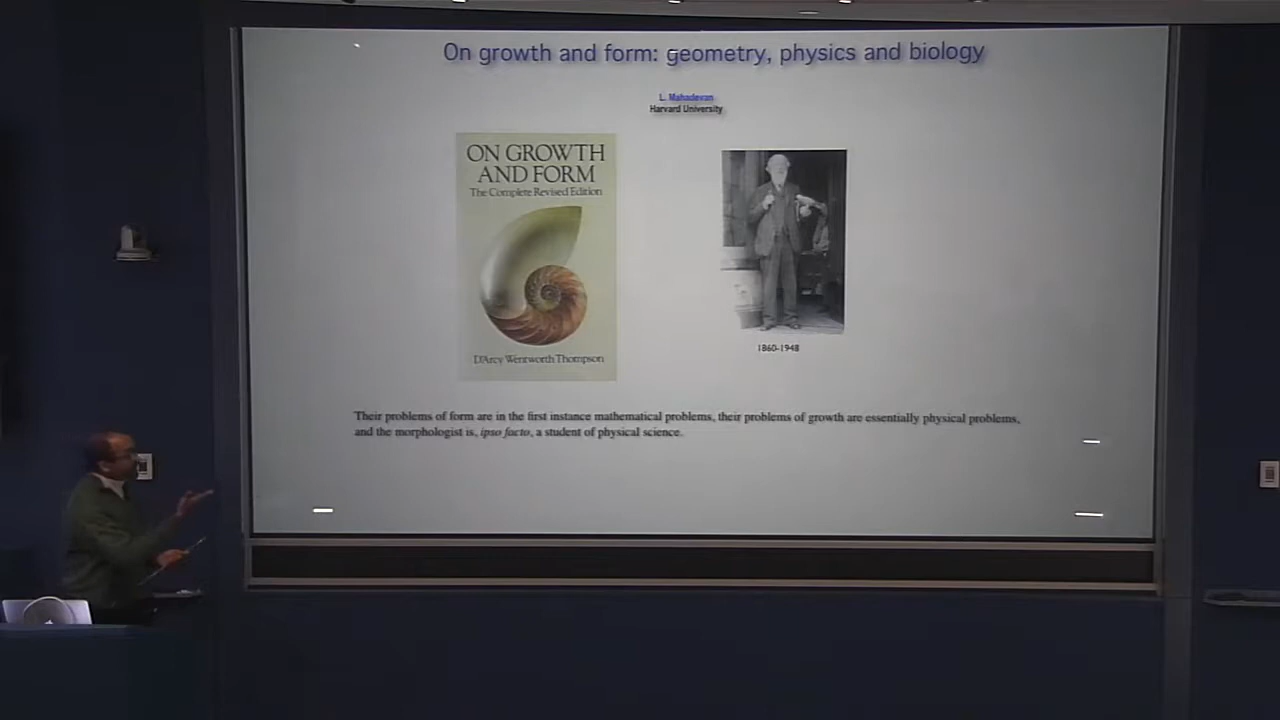 On growth and form: geometry, physics and biology
L. Mahadevan
Harvard University
ON GROWTH
AND FORM
The Complete Revised Edition
D'Arcy Wentworth Thompson
1860-1948
Their problems of form are in the first instance mathematical problems, their problems of growth are essentially physical problems,
and the morphologist is, ipso facto, a student of physical science.